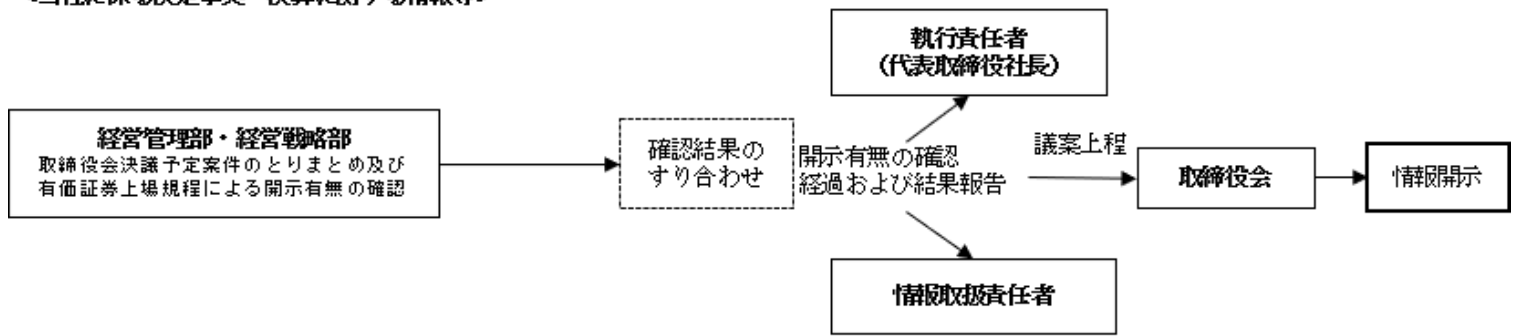 執行責任者
(代表取締役社長)
経営管理部・経営戦略部
取締役会決議予定案件のとりまとめ及び
有価証券上場規程による開示有無の確認
確認結果の
すり合わせ
開示有無の確認
経過および結果報告
議案上程
取締役会
情報開示
情報取扱責任者